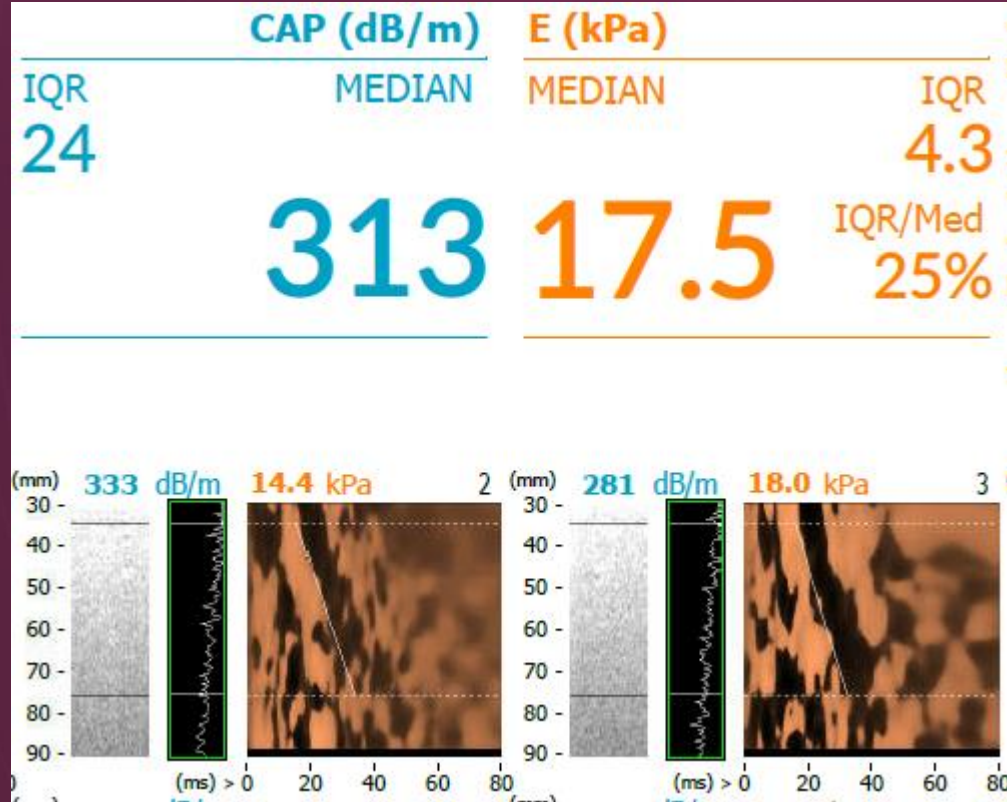 CAP (dB/m) E (kPa)
IQR MEDIAN MEDIAN IQR
24 4.3
313 17.5 IQR/Med
25%
(mm) 333 dB/m 14.4 kPa 2 (mm) 281 dB/m 18.0 kPa 3
30 - 30 -
40 - 40 -
50 - 50 -
60 - 60 -
70 - 70 -
80 - 80 -
90 - 90 -
(ms) > 0 20 40 60 80 (ms) > 0 20 40 60 80